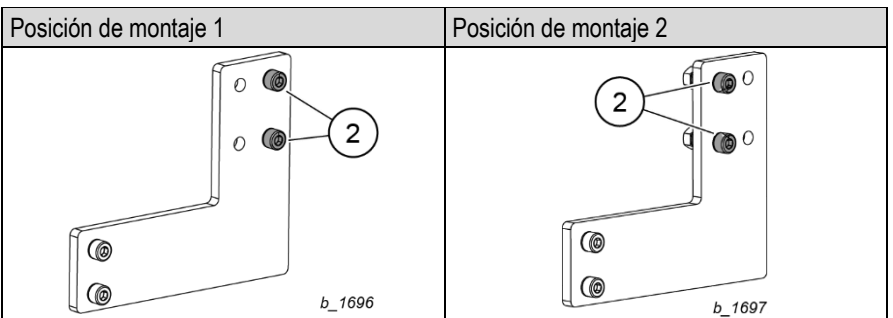 Posición de montaje 1
Posición de montaje 2
2
2
b_1696
b_1697